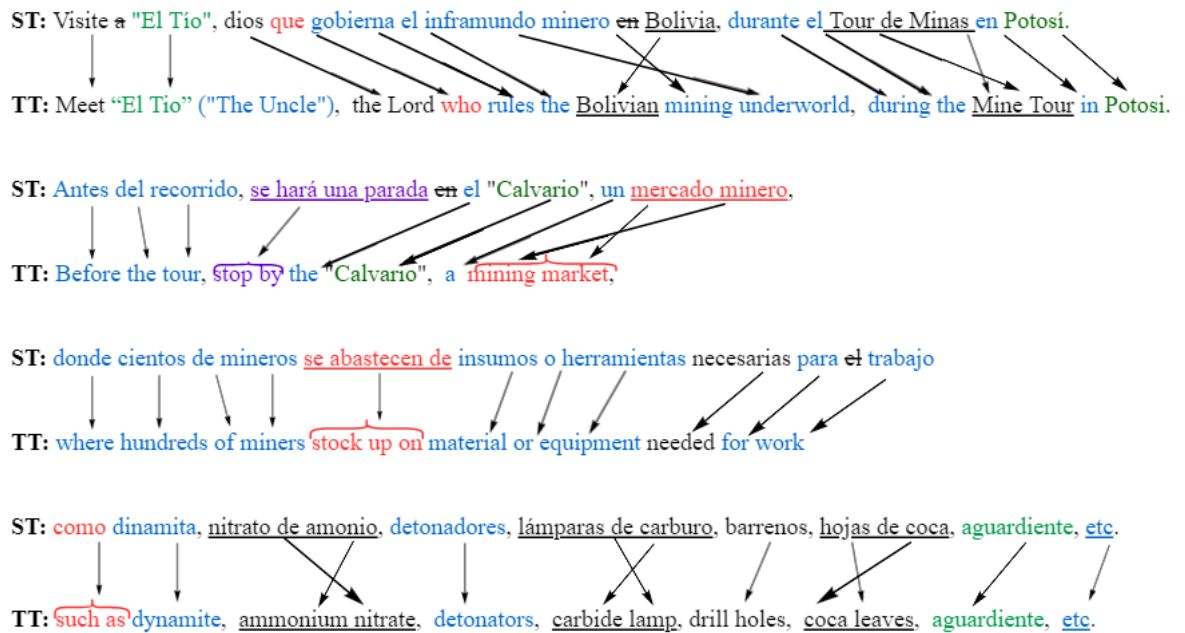 ST: Visite a "El Tío", dios que gobierna el inframundo minero en Bolivia, durante el Tour de Minas en Potosí.
TT: Meet “El Tio” ("The Uncle"), the Lord who rules the Bolivian mining underworld, during the Mine Tour in Potosi.
ST: Antes del recorrido, se hará una parada en el "Calvario", un mercado minero,
TT: Before the tour, stop by the "Calvario", a mining market,
ST: donde cientos de mineros se abastecen de insumos o herramientas necesarias para el trabajo
TT: where hundreds of miners stock up on material or equipment needed for work
ST: como dinamita, nitrato de amonio, detonadores, lámparas de carburo, barrenos, hojas de coca, aguardiente, etc.
TT: such as dynamite, ammonium nitrate, detonators, carbide lamp, drill holes, coca leaves, aguardiente, etc.